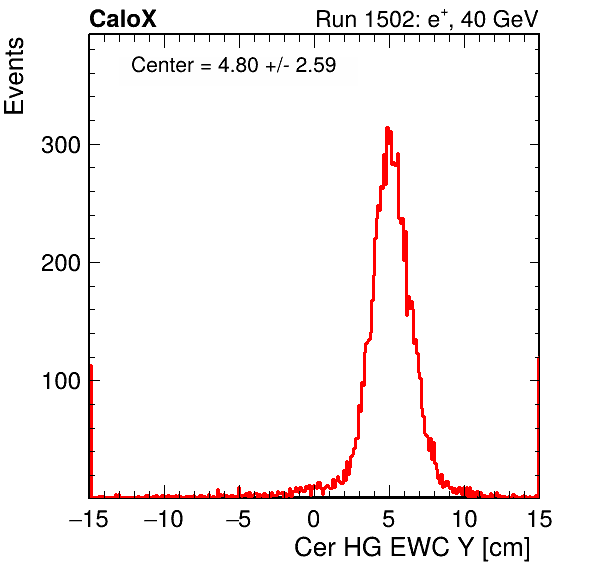 CaloX Run 1502: e⁺, 40 GeV
Center = 4.80 +/- 2.59
Events
300
200
100
−15 −10 −5 0 5 10 15
Cer HG EWC Y [cm]